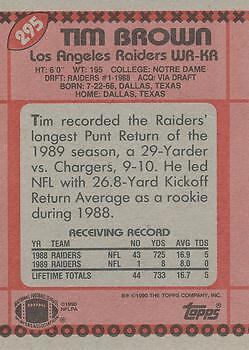 295
TIM BROWN
Los Angeles Raiders WR-KR
HT: 6'0" WT: 195 COLLEGE: NOTRE DAME
DRFT: RAIDERS #1-1988 ACQ: VIA DRAFT
BORN: 7-22-66, DALLAS, TEXAS
HOME: DALLAS, TEXAS
Tim recorded the Raiders'
longest Punt Return of the
1989 season, a 29-Yarder
vs. Chargers, 9-10. He led
NFL with 26.8-Yard Kickoff
Return Average as a rookie
during 1988.
RECEIVING RECORD
YR TEAM NO YDS AVG TDS
1988 RAIDERS NFL 43 725 16.9 5
1989 RAIDERS NFL 1 8 8.0 0
LIFETIME TOTALS 44 733 16.7 5
© 1990 THE TOPPS COMPANY, INC.
©1990
NFLPA
Topps